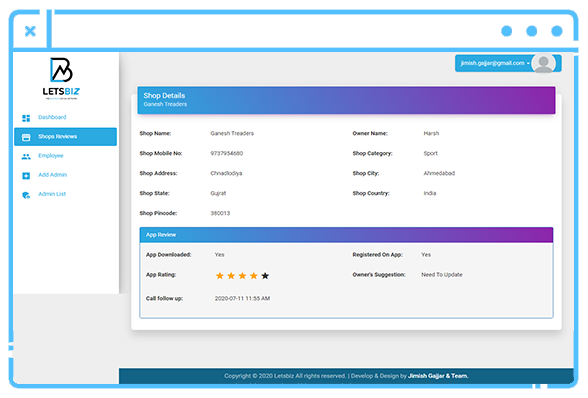 jimish.gajjar@gmail.com
LETSBIZ
Dashboard
Shops Reviews
Employee
Add Admin
Admin List
Shop Details
Ganesh Treaders
Shop Name: Ganesh Treaders Owner Name: Harsh
Shop Mobile No: 9737954680 Shop Category: Sport
Shop Address: Chnadlodiya Shop City: Ahmedabad
Shop State: Gujrat Shop Country: India
Shop Pincode: 380013
App Review
App Downloaded: Yes Registered On App: Yes
App Rating: Owner's Suggestion: Need To Update
Call follow up: 2020-07-11 11:55 AM
Copyright © 2020 Letsbiz All rights reserved. | Develop & Design by Jimish Gajjar & Team.